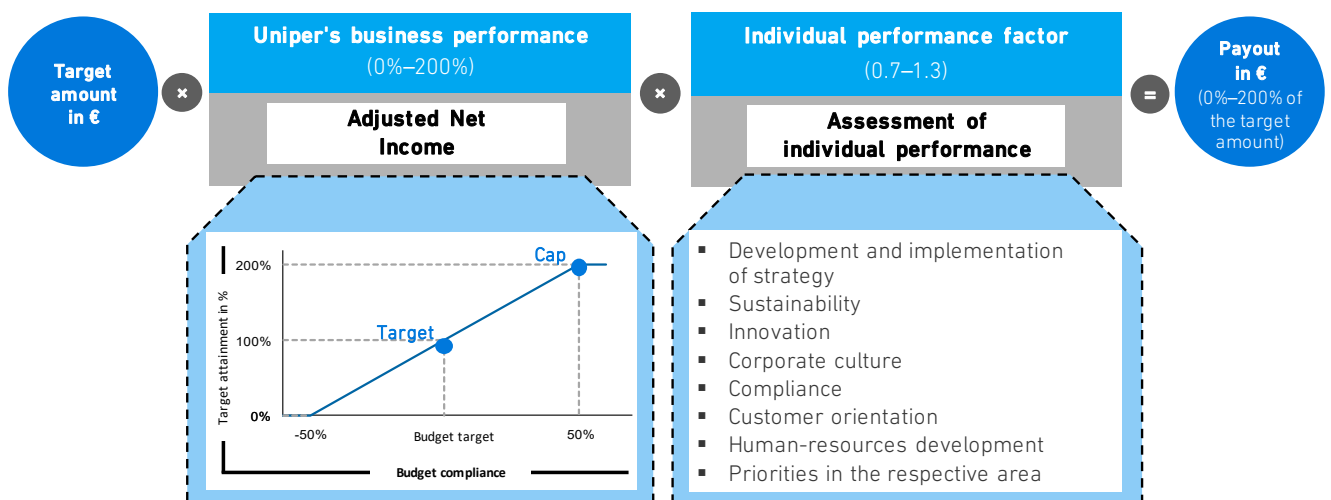 Target
amount
in €
×
Uniper's business performance
(0%–200%)
Adjusted Net
Income
×
Individual performance factor
(0.7–1.3)
Assessment of
individual performance
=
Payout
in €
(0%–200% of
the target
amount)
Target attainment in %
200%
100%
0%
Cap
Target
-50%
Budget target
50%
Budget compliance
▪ Development and implementation
of strategy
▪ Sustainability
▪ Innovation
▪ Corporate culture
▪ Compliance
▪ Customer orientation
▪ Human-resources development
▪ Priorities in the respective area